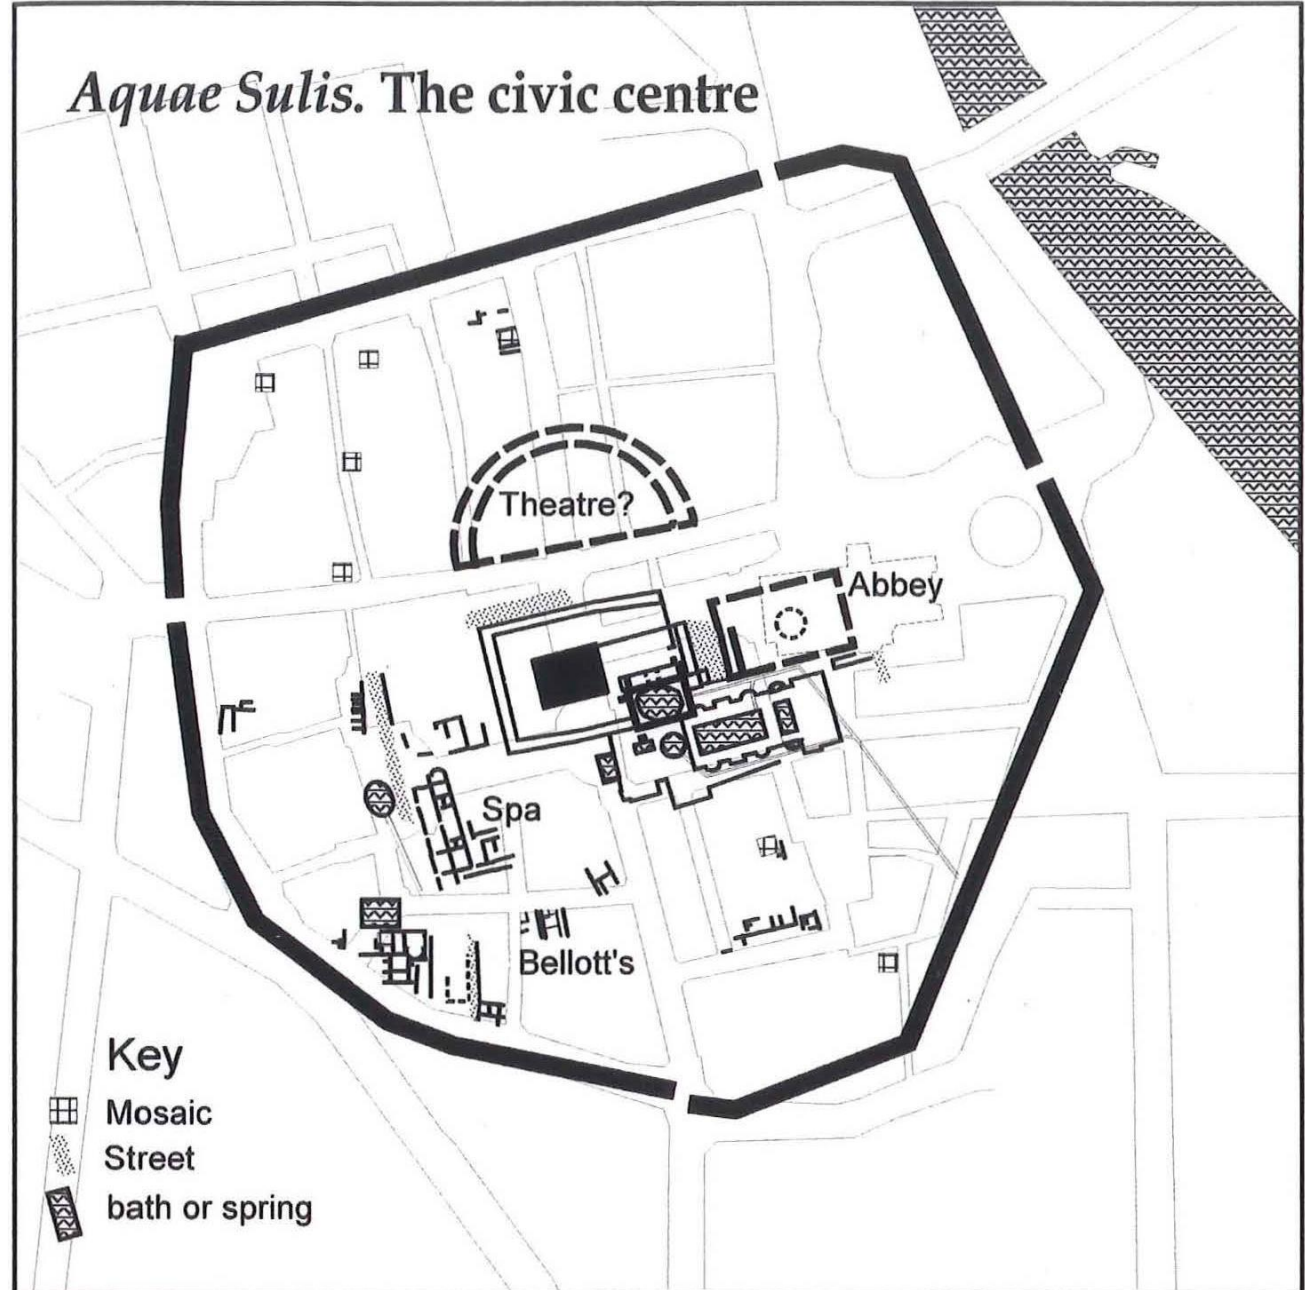 Aquae Sulis. The civic centre
Theatre?
Abbey
Spa
Bellott's
Key
Mosaic
Street
bath or spring